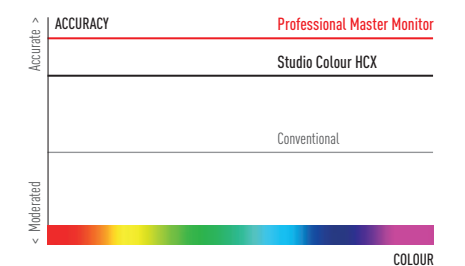 ACCURACY
Professional Master Monitor
Studio Colour HCX
Conventional
< Moderated
Accurate >
COLOUR